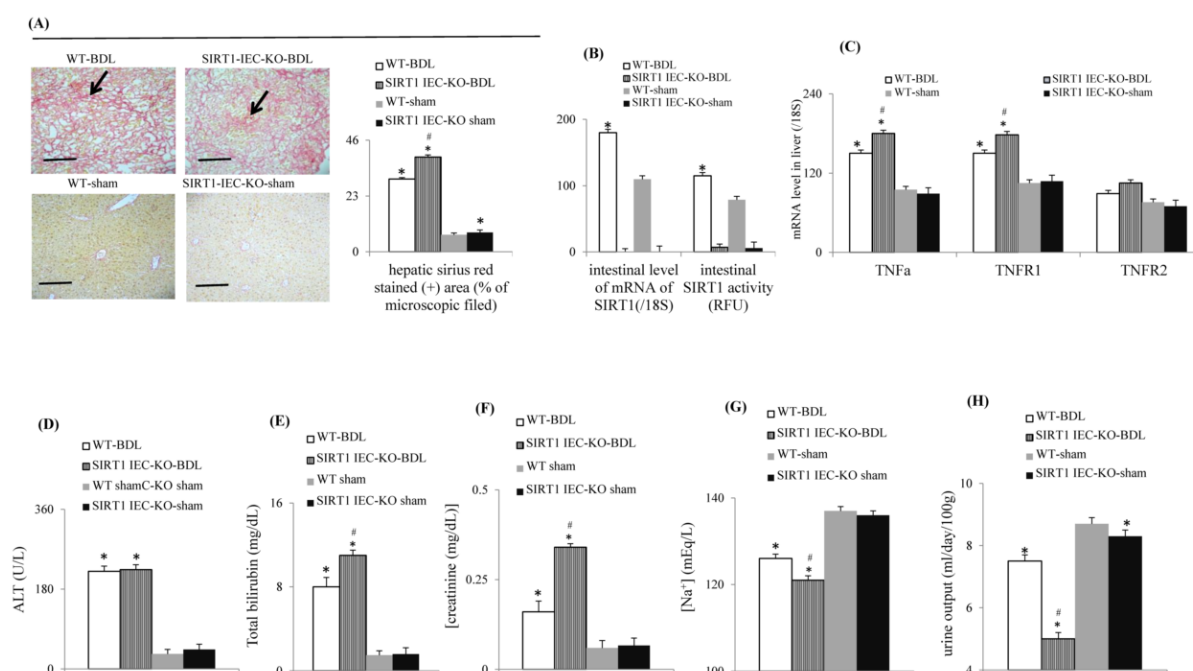 (A)
WT-BDL
SIRT1-IEC-KO-BDL
WT-sham
SIRT1-IEC-KO-sham
WT-BDL
SIRT1 IEC-KO-BDL
WT-sham
SIRT1 IEC-KO sham
46
23
0
*
#
*
*
hepatic sirius red
stained (+) area (% of
microscopic filed)
(B)
WT-BDL
SIRT1 IEC-KO-BDL
WT-sham
SIRT1 IEC-KO-sham
200
100
0
*
*
intestinal level
of mRNA of
SIRT1(/18S)
intestinal
SIRT1 activity
(RFU)
(C)
WT-BDL
SIRT1 IEC-KO-BDL
WT-sham
SIRT1 IEC-KO-sham
mRNA level in liver (/18S)
240
120
0
*
#
*
*
#
*
TNFa
TNFR1
TNFR2
(D)
WT-BDL
SIRT1 IEC-KO-BDL
WT shamC-KO sham
SIRT1 IEC-KO-sham
ALT (U/L)
360
180
0
*
*
(E)
WT-BDL
SIRT1 IEC-KO-BDL
WT sham
SIRT1 IEC-KO sham
Total bilirubin (mg/dL)
16
8
0
*
#
*
(F)
WT-BDL
SIRT1 IEC-KO-BDL
WT sham
SIRT1 IEC-KO sham
[creatinine (mg/dL)]
0.5
0.25
0
*
#
*
(G)
WT-BDL
SIRT1 IEC-KO-BDL
WT-sham
SIRT1 IEC-KO sham
[Na⁺] (mEq/L)
140
120
100
*
#
*
(H)
WT-BDL
SIRT1 IEC-KO-BDL
WT-sham
SIRT1 IEC-KO-sham
urine output (ml/day/100g)
10
8
6
4
*
#
*
*